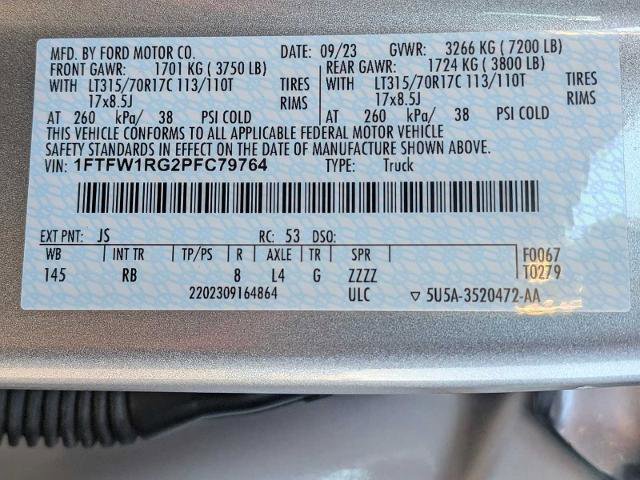 MFD. BY FORD MOTOR CO. DATE: 09/23 GVWR: 3266 KG ( 7200 LB)
FRONT GAWR: 1701 KG ( 3750 LB) REAR GAWR: 1724 KG ( 3800 LB)
WITH LT315/70R17C 113/110T TIRES WITH LT315/70R17C 113/110T TIRES
17x8.5J RIMS 17x8.5J RIMS
AT 260 kPa/ 38 PSI COLD AT 260 kPa/ 38 PSI COLD
THIS VEHICLE CONFORMS TO ALL APPLICABLE FEDERAL MOTOR VEHICLE
SAFETY STANDARDS IN EFFECT ON THE DATE OF MANUFACTURE SHOWN ABOVE.
VIN: 1FTFW1RG2PFC79764 TYPE: Truck
EXT PNT: JS RC: 53 DSO:
WB INT TR TP/PS R AXLE TR SPR F0067
145 RB 8 L4 G ZZZZ T0279
2202309164864 ULC ▽ 5U5A-3520472-AA